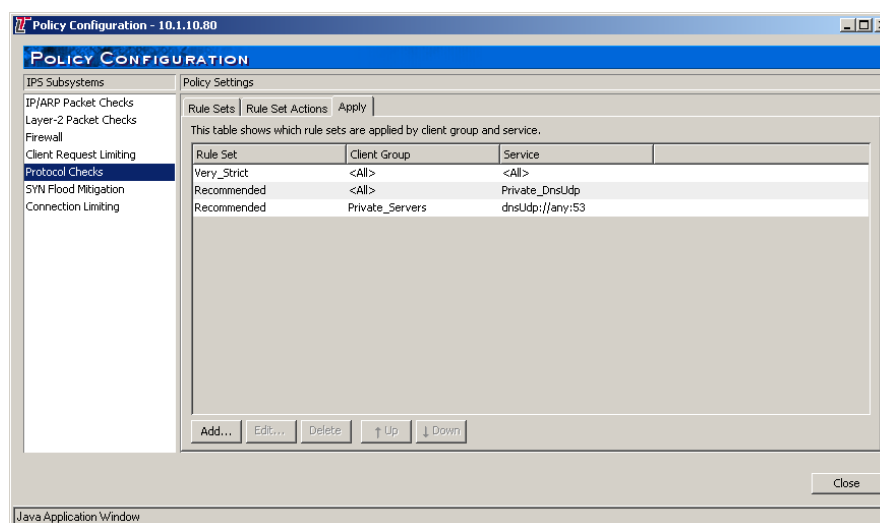 Policy Configuration - 10.1.10.80
POLICY CONFIGURATION
IPS Subsystems
Policy Settings
IP/ARP Packet Checks
Layer-2 Packet Checks
Firewall
Client Request Limiting
Protocol Checks
SYN Flood Mitigation
Connection Limiting
Rule Sets Rule Set Actions Apply
This table shows which rule sets are applied by client group and service.
Rule Set Client Group Service
Very_Strict <All> <All>
Recommended <All> Private_DnsUdp
Recommended Private_Servers dnsUdp://any:53
Add... Edit... Delete ↑ Up ↓ Down
Close
Java Application Window